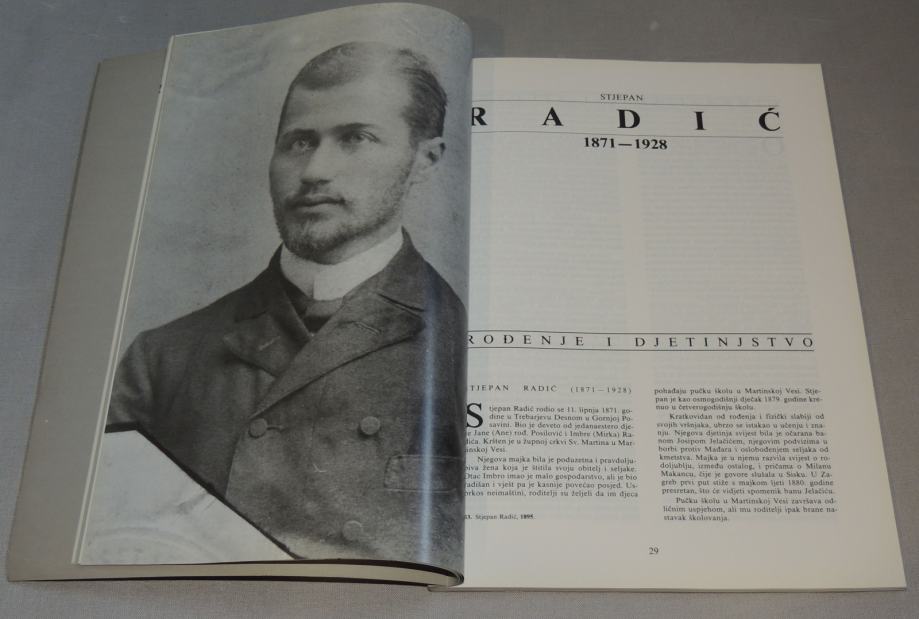 STJEPAN
RADIĆ
1871—1928
ROĐENJE I DJETINJSTVO
STJEPAN RADIĆ (1871—1928)
Stjepan Radić rodio se 11. lipnja 1871. go-
dine u Trebarjevu Desnom u Gornjoj Po-
savini. Bio je deveto od jedanaestero dje-
ce Jane (Ane) rođ. Posilović i Imbre (Mirka) Ra-
dića. Kršten je u župnoj crkvi Sv. Martina u Mar-
tinskoj Vesi.
Njegova majka bila je poduzetna i pravdolju-
biva žena koja je štitila svoju obitelj i seljake.
Otac Imbro imao je malo gospodarstvo, ali je bio
radišan i vješt pa je kasnije povećao posjed. Us-
prkos neimaštini, roditelji su željeli da im djeca
Stjepan Radić, 1895.
pohađaju pučku školu u Martinskoj Vesi. Stje-
pan je kao osmogodišnji dječak 1879. godine kre-
nuo u četverogodišnju školu.
Kratkovidan od rođenja i fizički slabiji od
svojih vršnjaka, ubrzo se istakao u učenju i zna-
nju. Njegova djetinja svijest bila je očarana ba-
nom Josipom Jelačićem, njegovim podvizima u
borbi protiv Mađara i oslobođenjem seljaka od
kmetstva. Majka je u njemu razvila svijest o ro-
doljublju, između ostalog, i pričama o Milanu
Makancu, čije je govore slušala u Sisku. U Za-
greb prvi put stiže s majkom ljeti 1880. godine
presretan, što će vidjeti spomenik banu Jelačiću.
Pučku školu u Martinskoj Vesi završava od-
ličnim uspjehom, ali mu roditelji ipak brane na-
stavak školovanja.
29